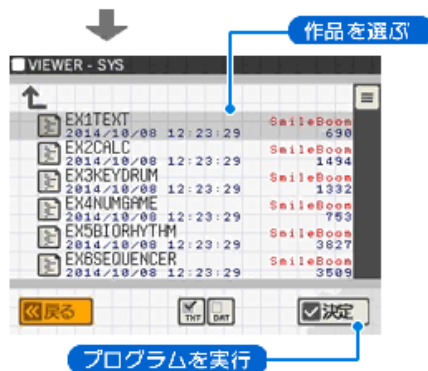 作品を選ぶ
VIEWER - SYS
EX1TEXT SmileBoom
2014/10/08 12:23:29 690
EX2CALC SmileBoom
2014/10/08 12:23:29 1494
EX3KEYDRUM SmileBoom
2014/10/08 12:23:29 1332
EX4NUMGAME SmileBoom
2014/10/08 12:23:29 753
EX5BIORHYTHM SmileBoom
2014/10/08 12:23:29 3827
EX6SEQUENCER SmileBoom
2014/10/08 12:23:29 3509
戻る TXT DAT 決定
プログラムを実行